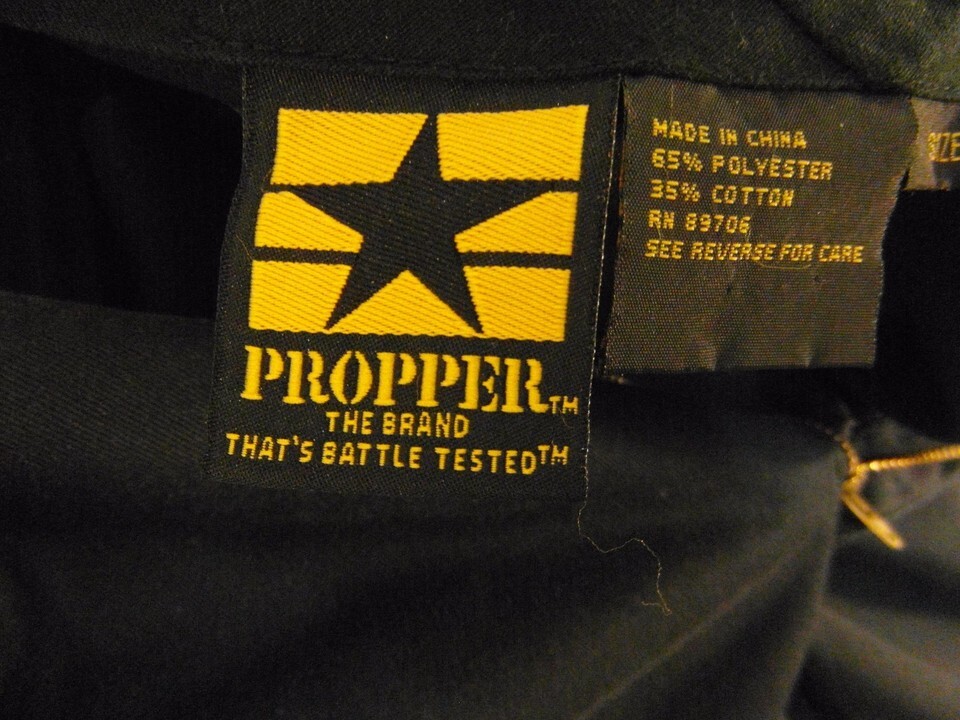 PROPPER™
THE BRAND
THAT'S BATTLE TESTED™
MADE IN CHINA
65% POLYESTER
35% COTTON
RN 89706
SEE REVERSE FOR CARE
SIZE